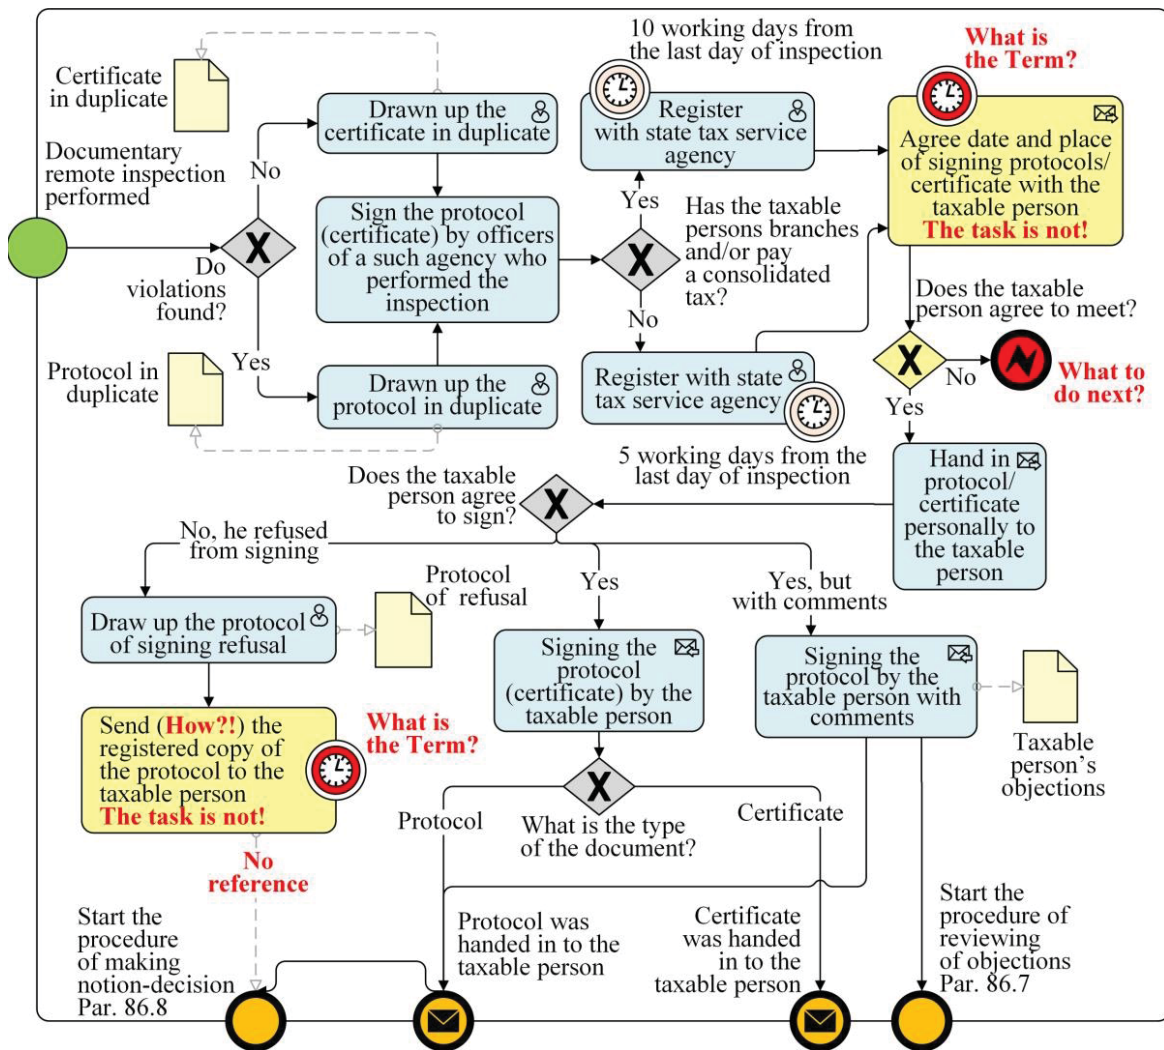 10 working days from
the last day of inspection
What is
the Term?
Certificate
in duplicate
Drawn up the
certificate in duplicate
Register
with state tax service
agency
Agree date and place
of signing protocols/
certificate with the
taxable person
The task is not!
Documentary
remote inspection
performed
No
X
Do
violations
found?
Sign the protocol
(certificate) by officers
of a such agency who
performed the
inspection
Yes
X
No
Has the taxable
persons branches
and/or pay
a consolidated
tax?
Yes
Protocol in
duplicate
Drawn up the
protocol in duplicate
Register with state
tax service agency
5 working days from the
last day of inspection
Does the taxable
person agree to meet?
X
No
What to
do next?
Yes
Hand in
protocol/
certificate
personally to
the taxable
person
Does the taxable
person agree
to sign?
X
No, he refused
from signing
Yes
Yes, but
with comments
Draw up the protocol
of signing refusal
Protocol
of refusal
Signing the
protocol
(certificate) by the
taxable person
Signing the
protocol by the
taxable person with
comments
Taxable
person's
objections
Send (How?!) the
registered copy of
the protocol to the
taxable person
The task is not!
What is
the Term?
X
Protocol
What is the type
of the document?
Certificate
No
reference
Start the
procedure
of making
notion-decision
Par. 86.8
Protocol was
handed in to the
taxable person
Certificate
was handed
in to the
taxable person
Start the
procedure of
reviewing
of objections
Par. 86.7